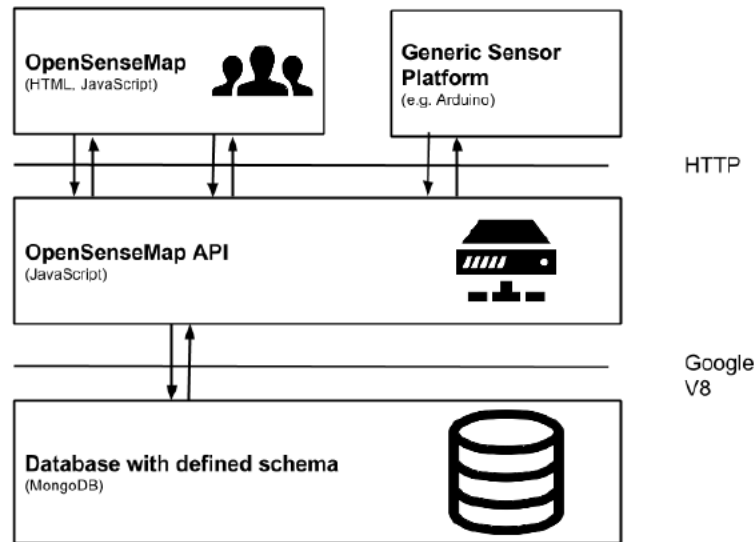 OpenSenseMap
(HTML, JavaScript)
Generic Sensor
Platform
(e.g. Arduino)
HTTP
OpenSenseMap API
(JavaScript)
Google
V8
Database with defined schema
(MongoDB)